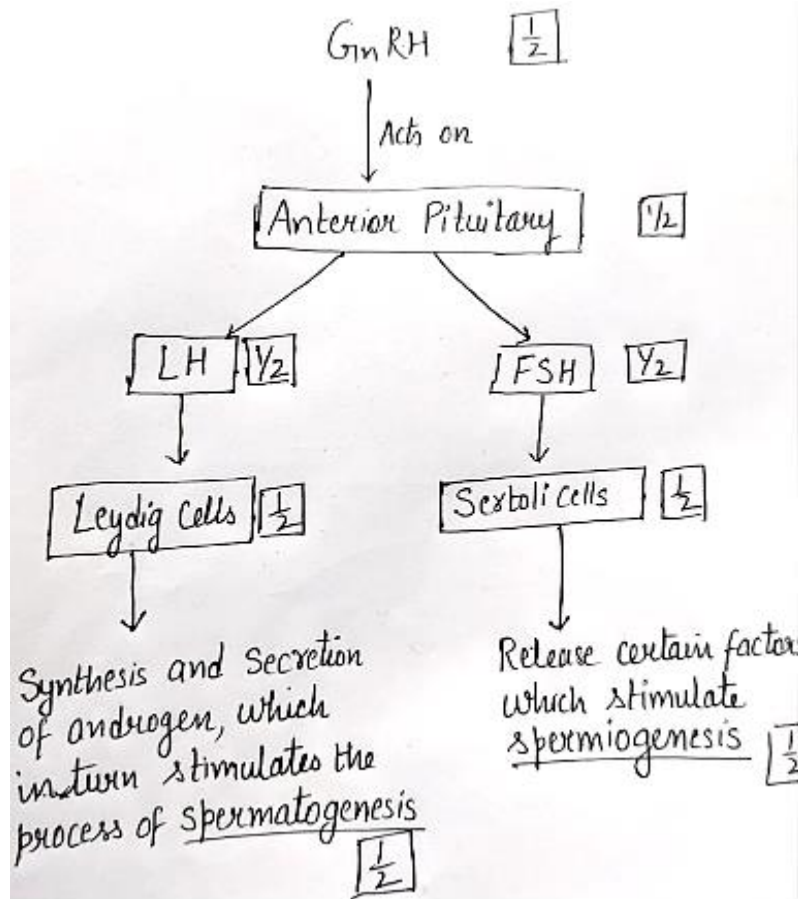 GnRH 1/2
Acts on
Anterior Pituitary 1/2
LH 1/2
FSH 1/2
Leydig Cells 1/2
Sertoli cells 1/2
Synthesis and secretion
of androgen, which
in turn stimulates the
process of spermatogenesis
1/2
Release certain factors
which stimulate
spermiogenesis 1/2